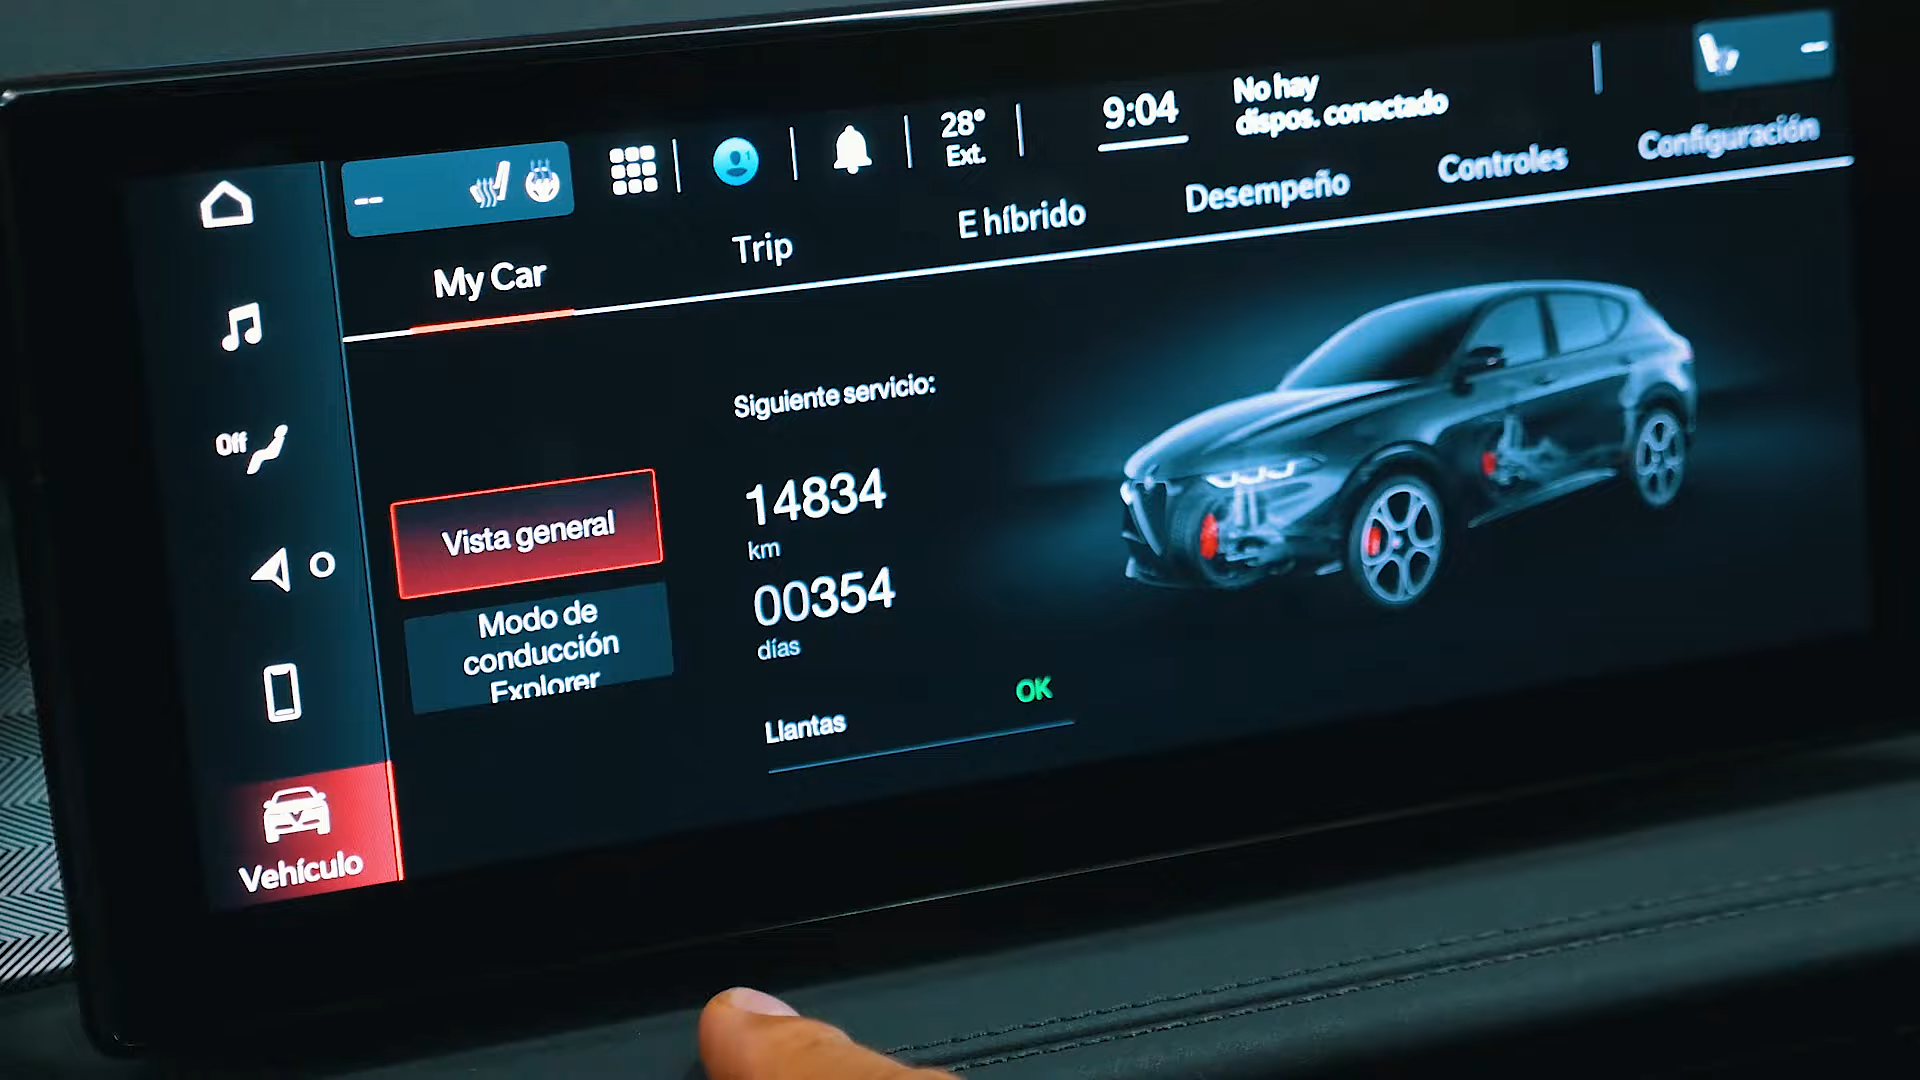 --
28°
Ext.
9:04
No hay
dispos. conectado
--
My Car
Trip
E híbrido
Desempeño
Controles
Configuración
Off
Vehículo
Vista general
Modo de
conducción
Explorer
Siguiente servicio:
14834
km
00354
días
Llantas
OK